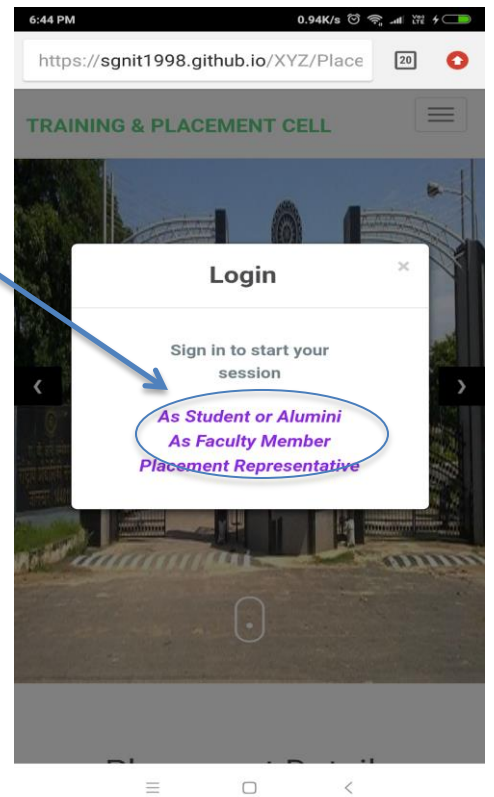 6:44 PM 0.94K/s VoLTE
https://sgnit1998.github.io/XYZ/Place 20
TRAINING & PLACEMENT CELL
Login ×
Sign in to start your
session
As Student or Alumini
As Faculty Member
Placement Representative